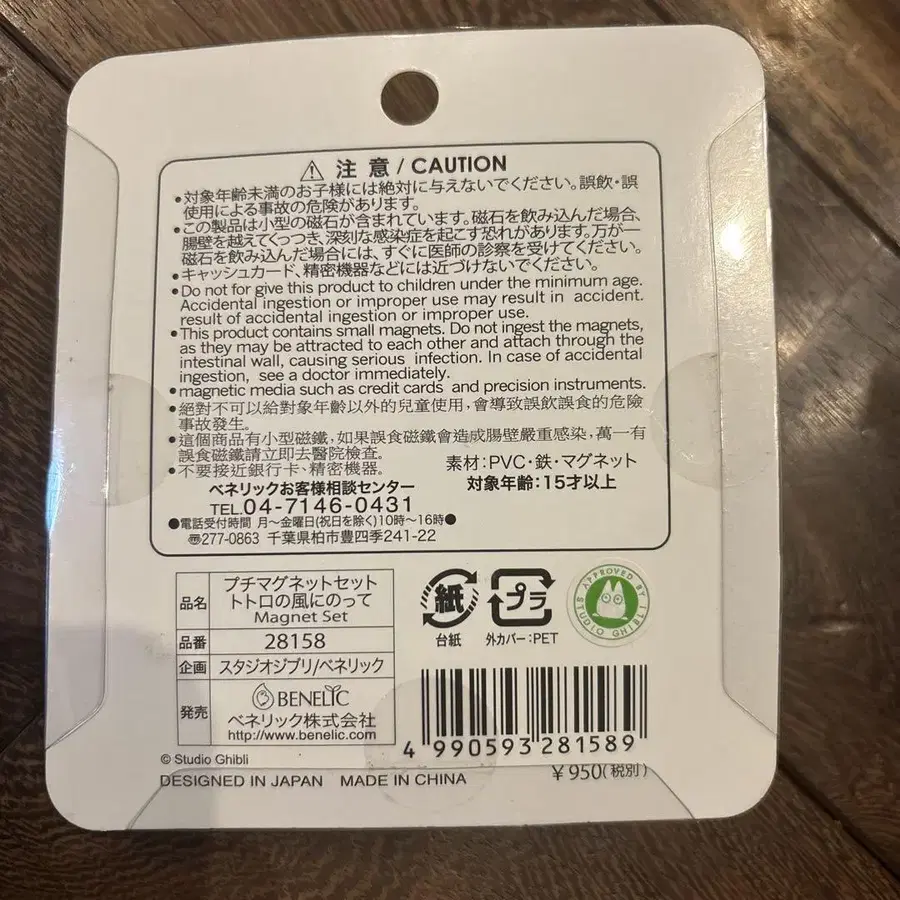 注意 / CAUTION
•対象年齢未満のお子様には絶対に与えないでください。誤飲・誤
使用による事故の危険があります。
•この製品は小型の磁石が含まれています。磁石を飲み込んだ場合、
腸壁を越えてくっつき、深刻な感染症を起こす恐れがあります。万が一
磁石を飲み込んだ場合には、すぐに医師の診察を受けてください。
•キャッシュカード、精密機器などには近づけないでください。
•Do not for give this product to children under the minimum age.
Accidental ingestion or improper use may result in accident.
result of accidental ingestion or improper use.
•This product contains small magnets. Do not ingest the magnets,
as they may be attracted to each other and attach through the
intestinal wall, causing serious infection. In case of accidental
ingestion, see a doctor immediately.
•magnetic media such as credit cards and precision instruments.
•絕對不可以給對象年齡以外的兒童使用，會導致誤飲誤食的危險
事故發生。
•這個商品有小型磁鐵，如果誤食磁鐵會造成腸壁嚴重感染，萬一有
誤食磁鐵請立即去醫院檢查。
•不要接近銀行卡、精密機器。
素材：PVC・鉄・マグネット
対象年齢：15才以上
ベネリックお客様相談センター
TEL.04-7146-0431
●電話受付時間 月〜金曜日(祝日を除く)10時〜16時●
〠277-0863 千葉県柏市豊四季241-22
品名 プチマグネットセット
トトロの風にのって
Magnet Set
品番 28158
企画 スタジオジブリ/ベネリック
発売 BENELIC
ベネリック株式会社
http://www.benelic.com
紙
台紙
プラ
外カバー：PET
APPROVED BY STUDIO GHIBLI
4 990593 281589
¥950(税別)
© Studio Ghibli
DESIGNED IN JAPAN MADE IN CHINA